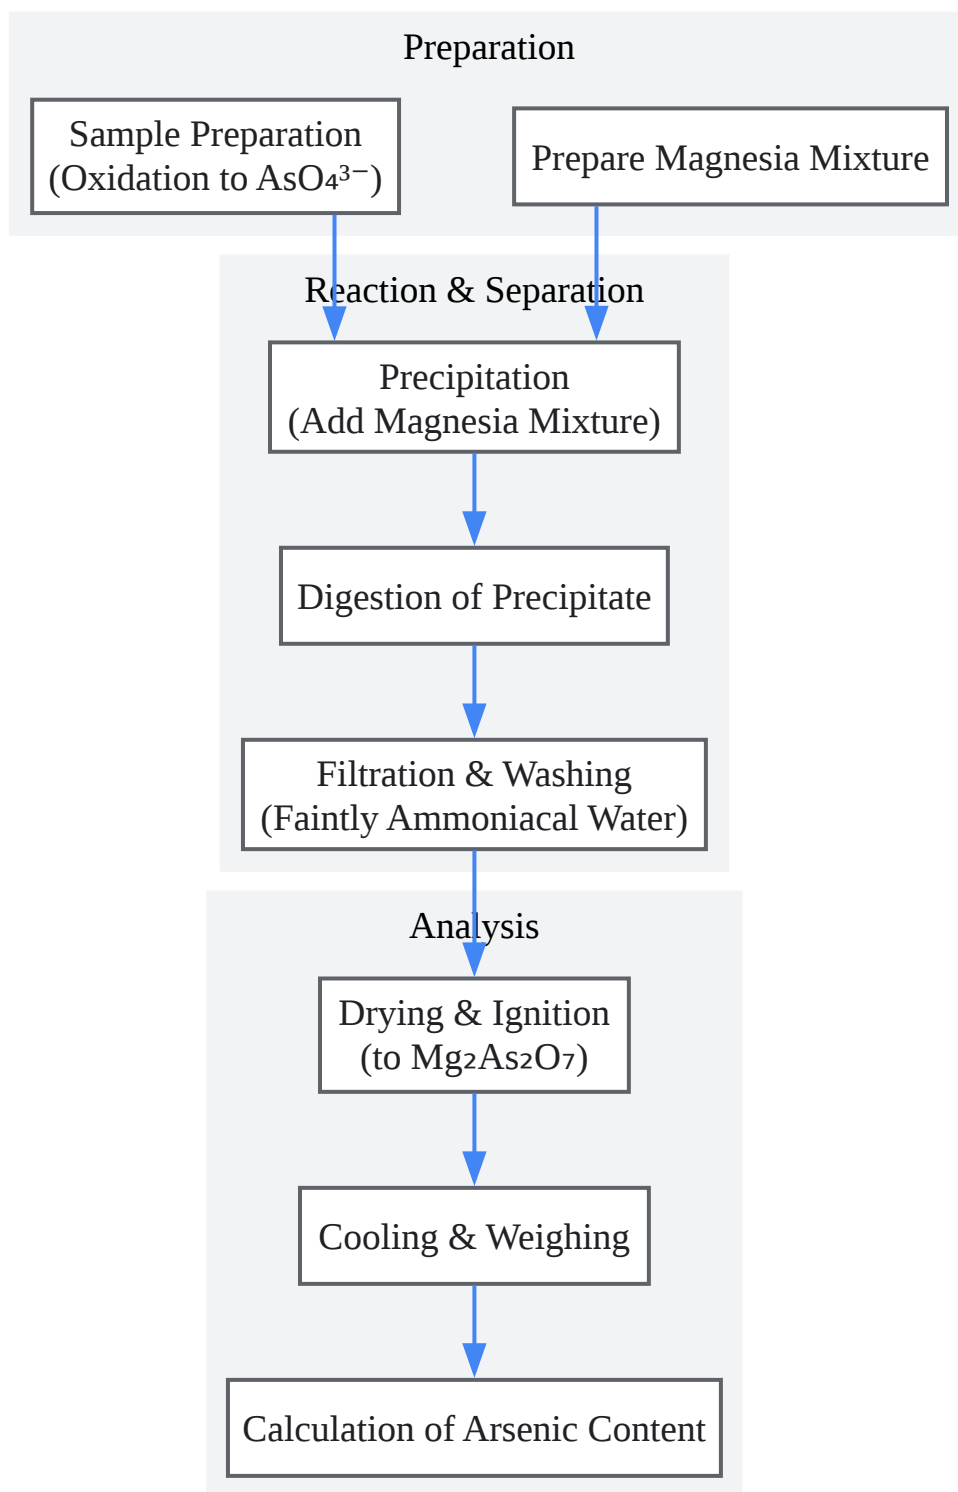 Preparation
Sample Preparation
(Oxidation to AsO₄³⁻)
Prepare Magnesia Mixture
Reaction & Separation
Precipitation
(Add Magnesia Mixture)
Digestion of Precipitate
Filtration & Washing
(Faintly Ammoniacal Water)
Analysis
Drying & Ignition
(to Mg₂As₂O₇)
Cooling & Weighing
Calculation of Arsenic Content